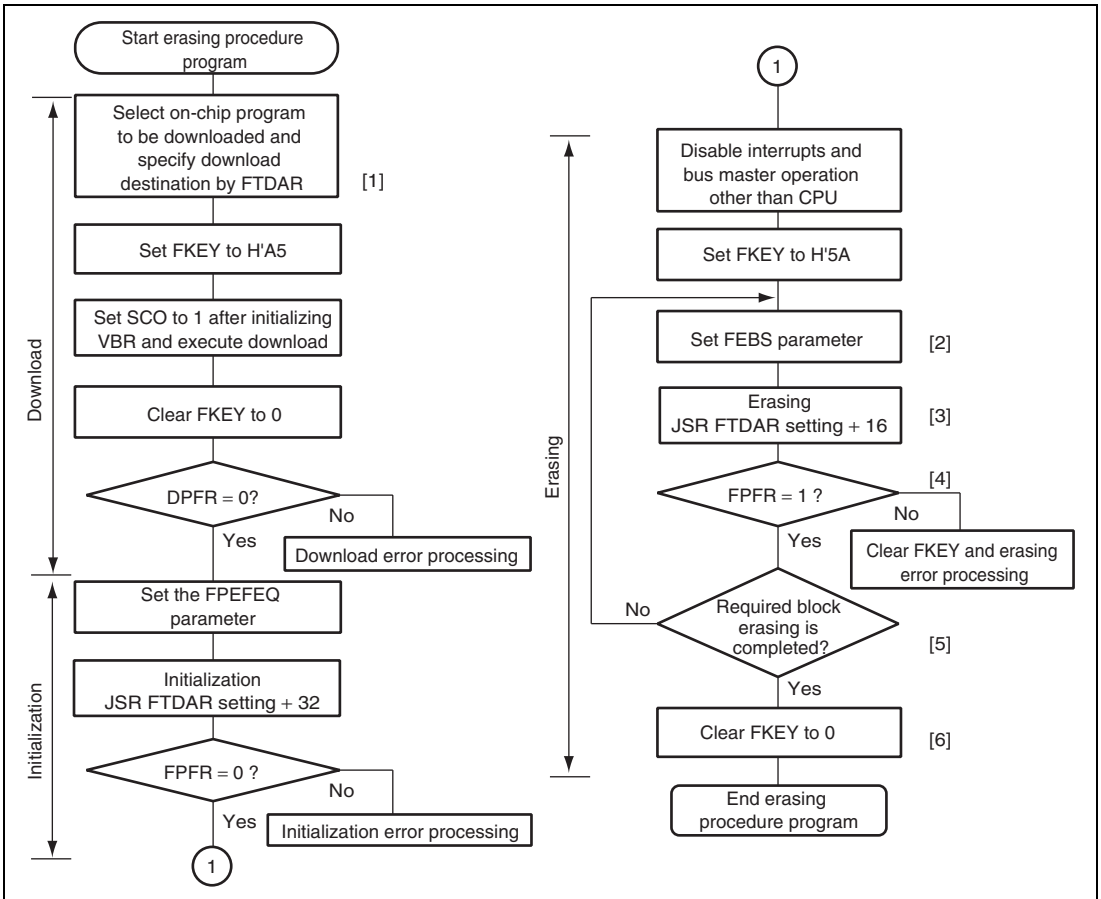 Start erasing procedure
program
Select on-chip program
to be downloaded and
specify download
destination by FTDAR
[1]
Set FKEY to H'A5
Set SCO to 1 after initializing
VBR and execute download
Clear FKEY to 0
DPFR = 0?
No
Yes
Download error processing
Download
Set the FPEFEQ
parameter
Initialization
JSR FTDAR setting + 32
FPFR = 0 ?
No
Yes
Initialization error processing
Initialization
1
1
Disable interrupts and
bus master operation
other than CPU
Set FKEY to H'5A
Set FEBS parameter
[2]
Erasing
JSR FTDAR setting + 16
[3]
[4]
FPFR = 1 ?
No
Yes
Clear FKEY and erasing
error processing
Erasing
No
Required block
erasing is
completed?
[5]
Yes
Clear FKEY to 0
[6]
End erasing
procedure program